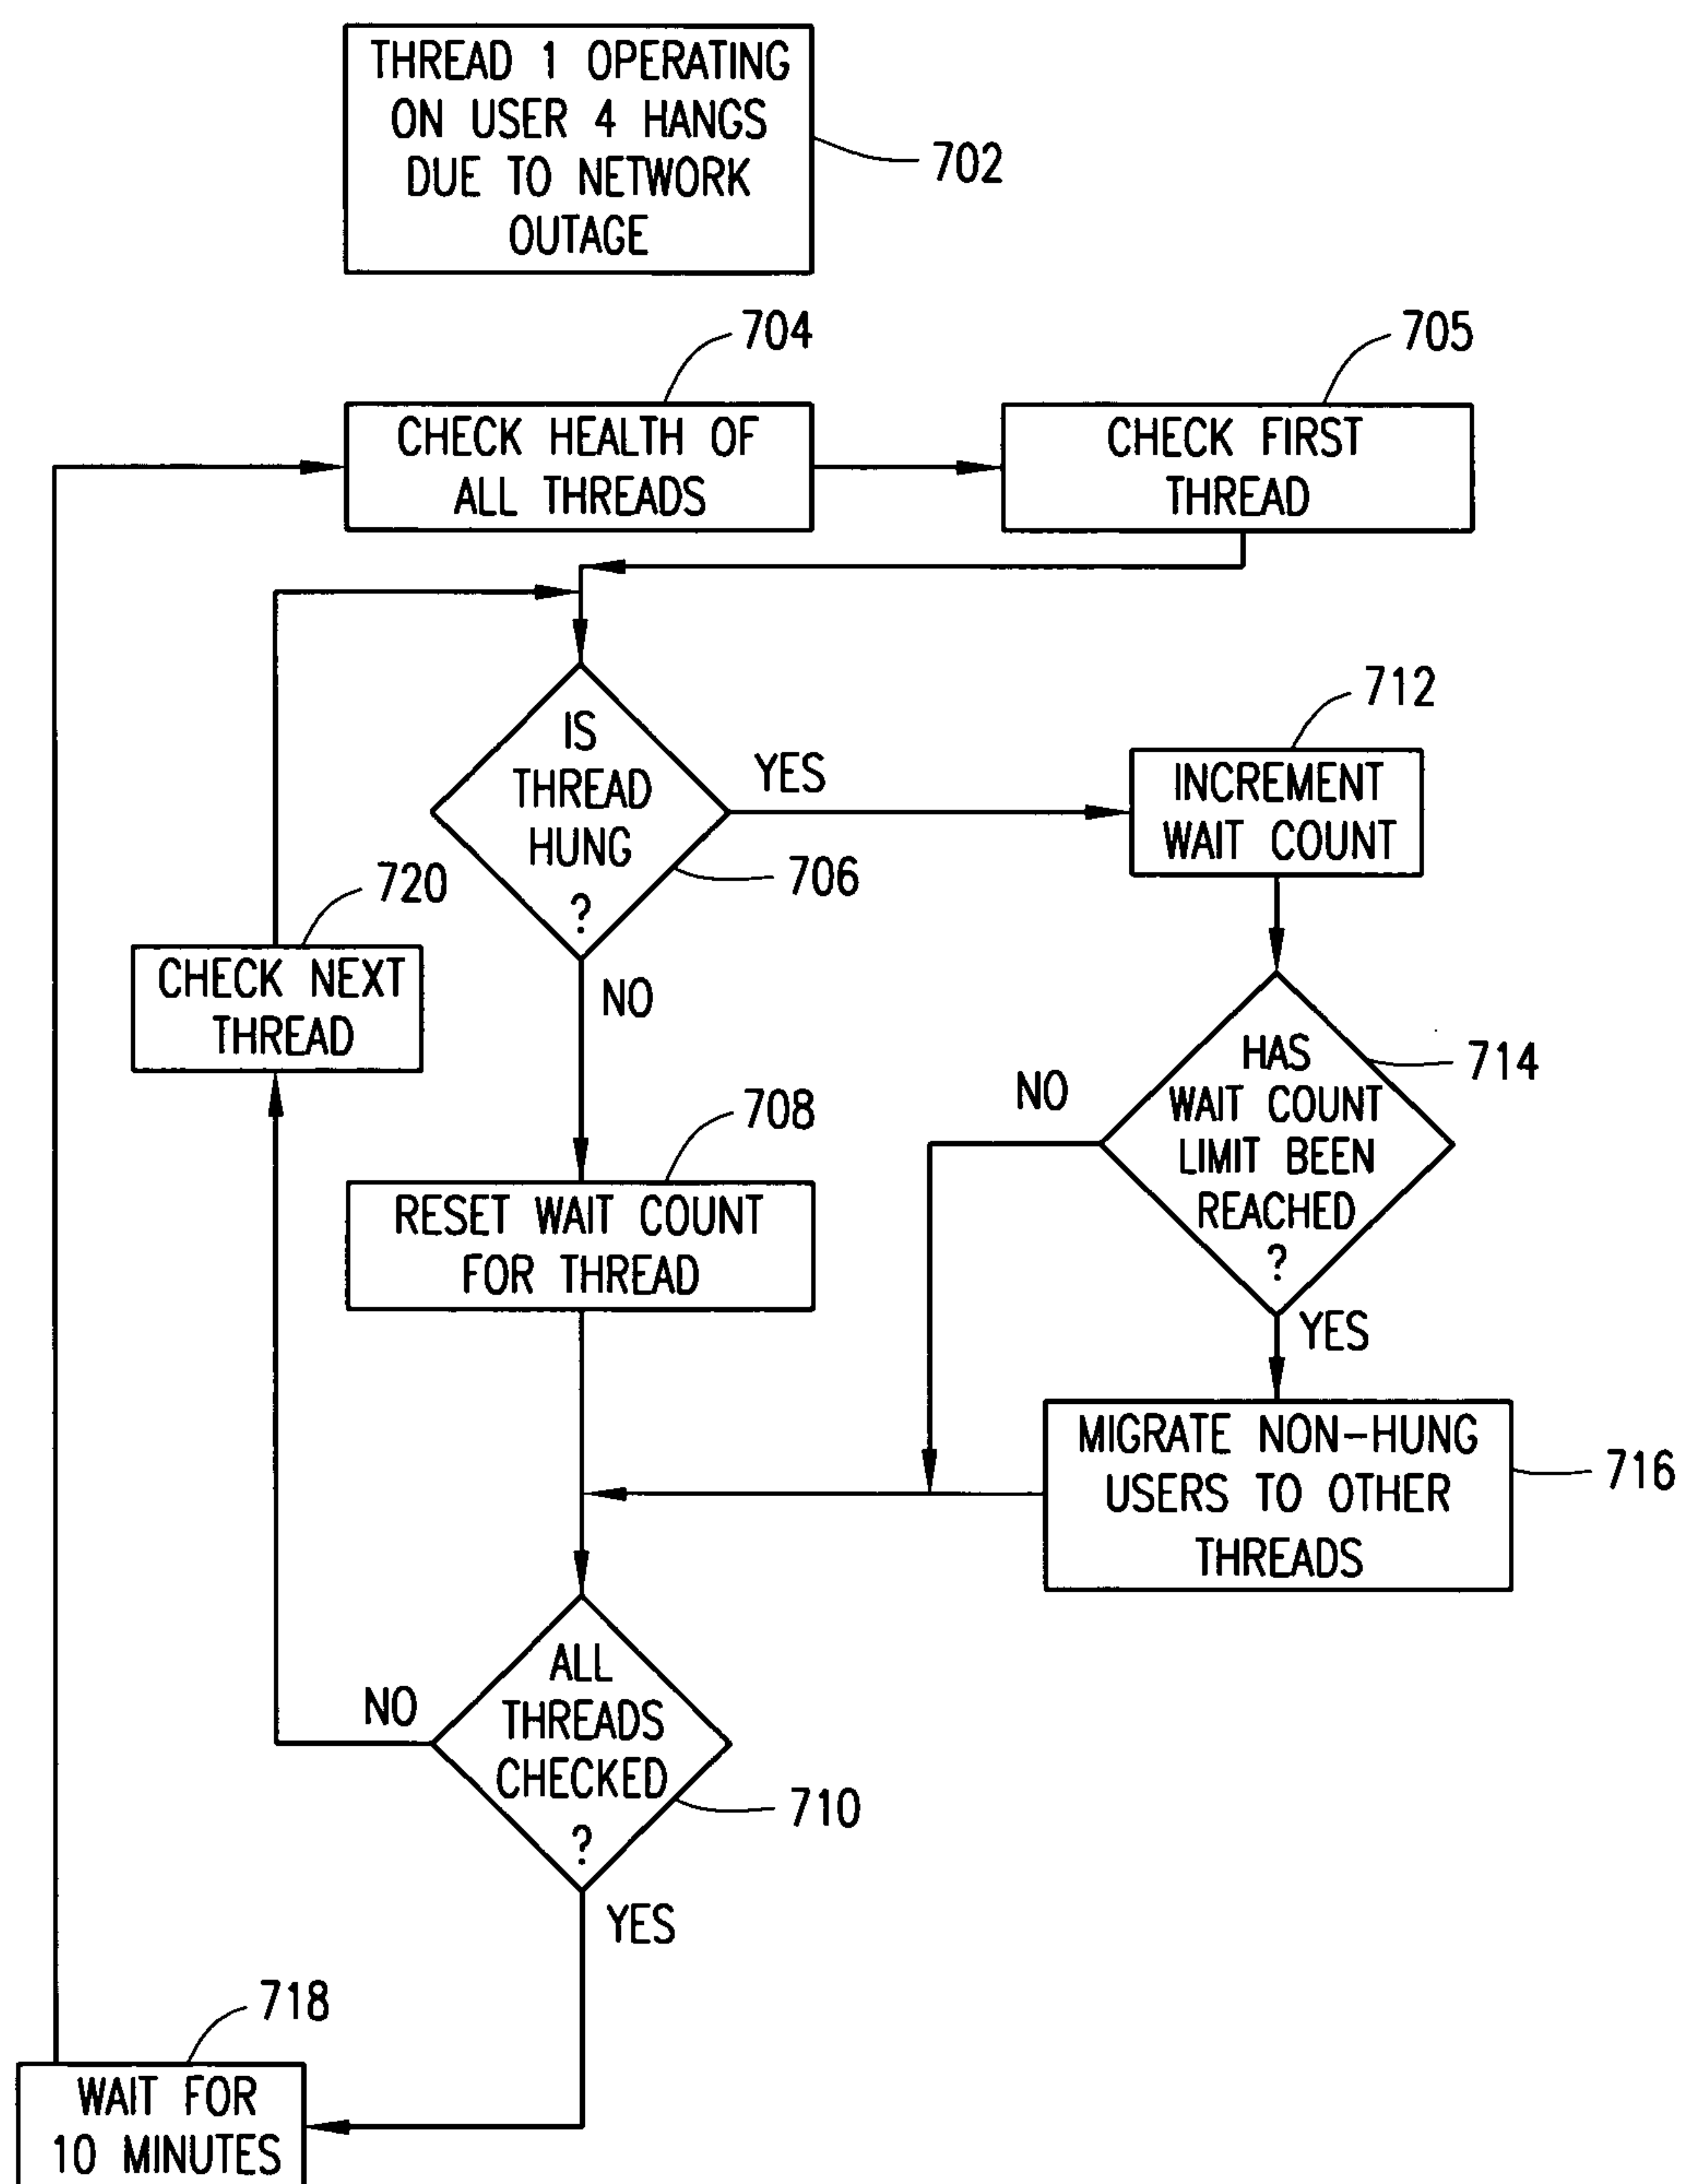 THREAD 1 OPERATING
ON USER 4 HANGS
DUE TO NETWORK
OUTAGE
702
704
705
CHECK HEALTH OF
ALL THREADS
CHECK FIRST
THREAD
IS
THREAD
HUNG
?
706
YES
712
INCREMENT
WAIT COUNT
720
CHECK NEXT
THREAD
NO
HAS
WAIT COUNT
LIMIT BEEN
REACHED
?
714
NO
YES
708
RESET WAIT COUNT
FOR THREAD
MIGRATE NON-HUNG
USERS TO OTHER
THREADS
716
ALL
THREADS
CHECKED
?
710
NO
YES
718
WAIT FOR
10 MINUTES